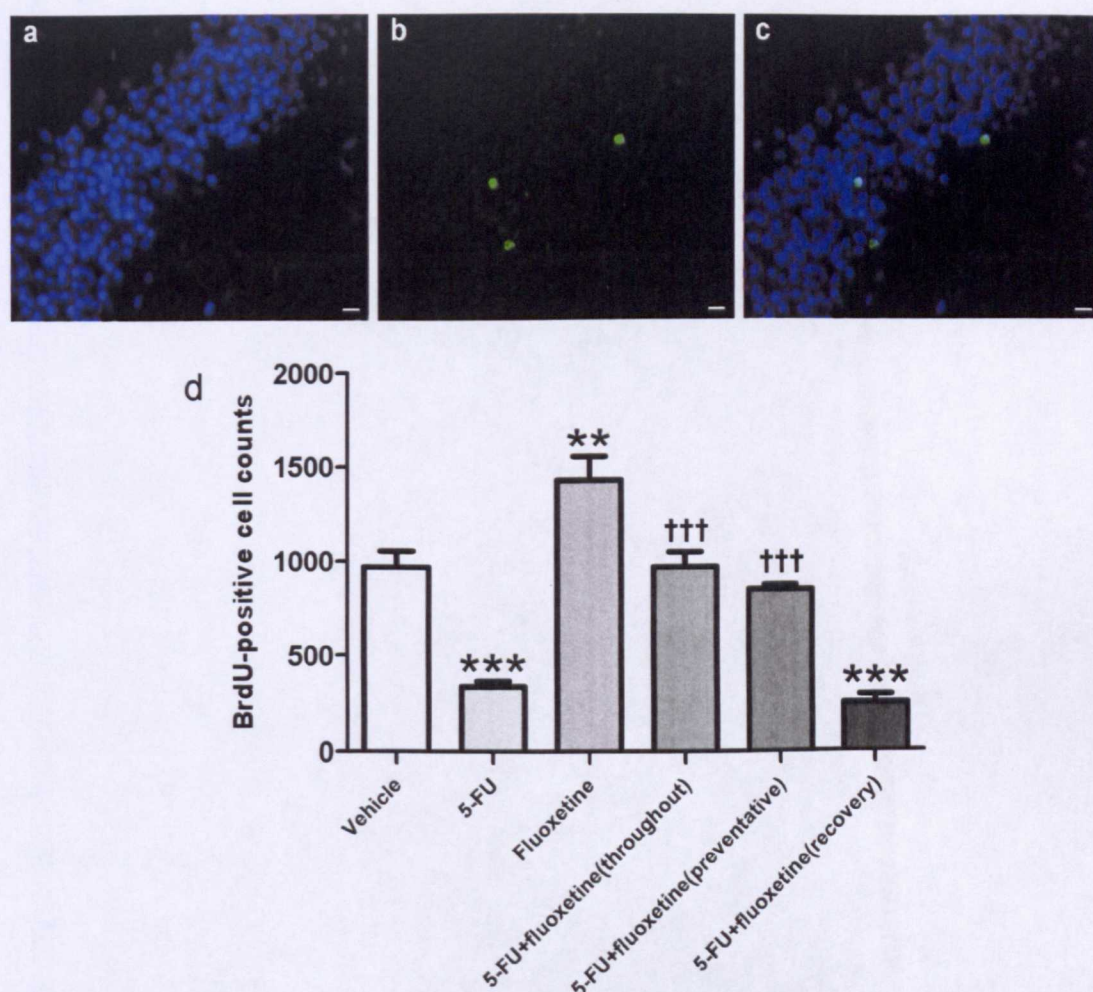 a
b
c
d
BrdU-positive cell counts
2000
1500
1000
500
0
***
**
†††
†††
***
Vehicle
5-FU
Fluoxetine
5-FU+fluoxetine(throughout)
5-FU+fluoxetine(preventative)
5-FU+fluoxetine(recovery)